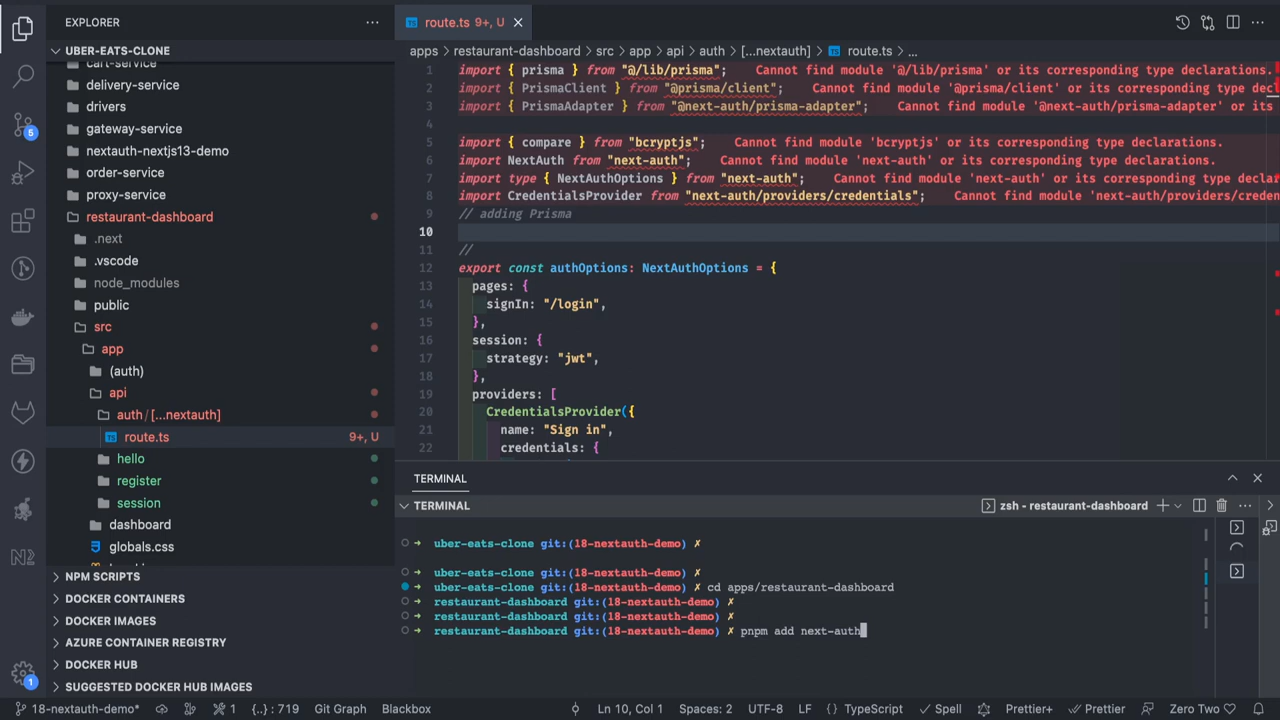 EXPLORER
UBER-EATS-CLONE
cart-service
delivery-service
drivers
gateway-service
nextauth-nextjs13-demo
order-service
proxy-service
restaurant-dashboard
.next
.vscode
node_modules
public
src
app
(auth)
api
auth/[...nextauth]
route.ts 9+, U
hello
register
session
dashboard
globals.css
NPM SCRIPTS
DOCKER CONTAINERS
DOCKER IMAGES
AZURE CONTAINER REGISTRY
DOCKER HUB
SUGGESTED DOCKER HUB IMAGES
5
1
route.ts 9+, U
apps > restaurant-dashboard > src > app > api > auth > [...nextauth] > route.ts > ...
1 import { prisma } from "@/lib/prisma"; Cannot find module '@/lib/prisma' or its corresponding type declarations.
2 import { PrismaClient } from "@prisma/client"; Cannot find module '@prisma/client' or its corresponding type decl
3 import { PrismaAdapter } from "@next-auth/prisma-adapter"; Cannot find module '@next-auth/prisma-adapter' or its
4
5 import { compare } from "bcryptjs"; Cannot find module 'bcryptjs' or its corresponding type declarations.
6 import NextAuth from "next-auth"; Cannot find module 'next-auth' or its corresponding type declarations.
7 import type { NextAuthOptions } from "next-auth"; Cannot find module 'next-auth' or its corresponding type decla
8 import CredentialsProvider from "next-auth/providers/credentials"; Cannot find module 'next-auth/providers/creden
9 // adding Prisma
10
11 //
12 export const authOptions: NextAuthOptions = {
13 pages: {
14 signIn: "/login",
15 },
16 session: {
17 strategy: "jwt",
18 },
19 providers: [
20 CredentialsProvider({
21 name: "Sign in",
22 credentials: {
TERMINAL
TERMINAL
zsh - restaurant-dashboard
uber-eats-clone git:(18-nextauth-demo) ✗
uber-eats-clone git:(18-nextauth-demo) ✗
uber-eats-clone git:(18-nextauth-demo) ✗ cd apps/restaurant-dashboard
restaurant-dashboard git:(18-nextauth-demo) ✗
restaurant-dashboard git:(18-nextauth-demo) ✗
restaurant-dashboard git:(18-nextauth-demo) ✗ pnpm add next-auth
18-nextauth-demo* 1 {..} : 719 Git Graph Blackbox Ln 10, Col 1 Spaces: 2 UTF-8 LF TypeScript Spell Prettier+ Prettier Zero Two